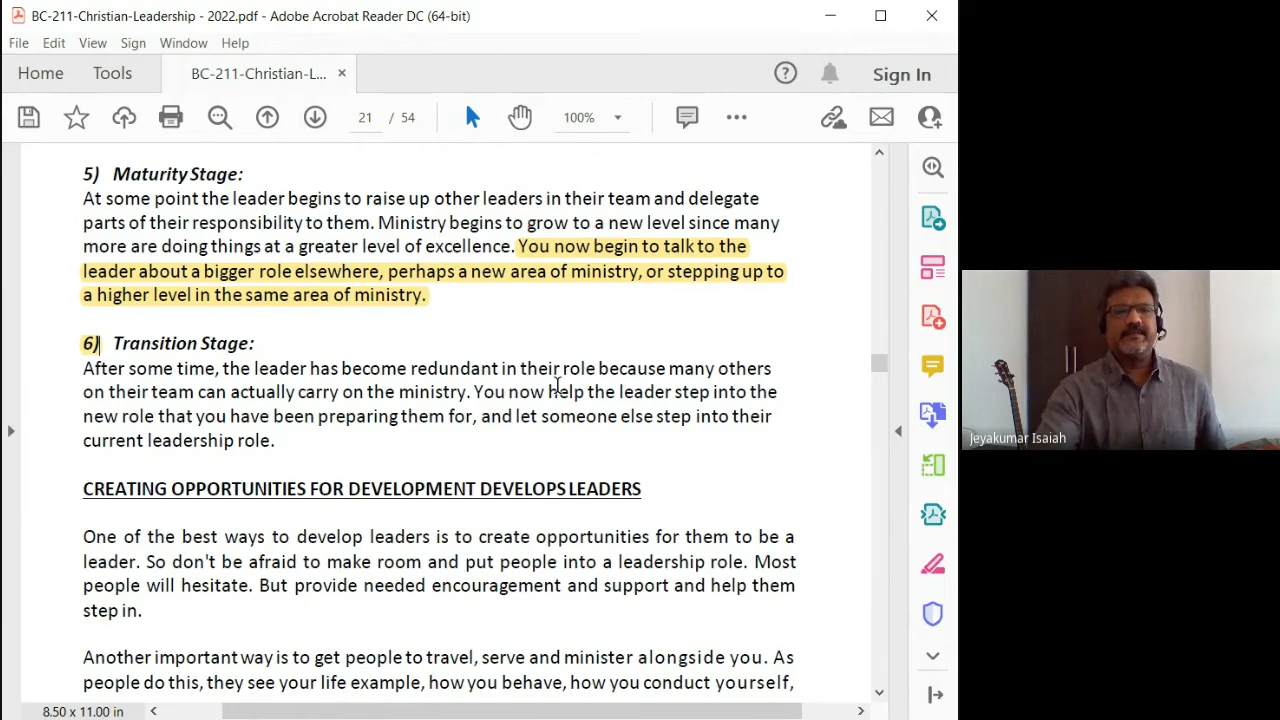 BC-211-Christian-Leadership - 2022.pdf - Adobe Acrobat Reader DC (64-bit)
File Edit View Sign Window Help
Home Tools BC-211-Christian-L... Sign In
21 / 54 100%
5) Maturity Stage:
At some point the leader begins to raise up other leaders in their team and delegate
parts of their responsibility to them. Ministry begins to grow to a new level since many
more are doing things at a greater level of excellence. You now begin to talk to the
leader about a bigger role elsewhere, perhaps a new area of ministry, or stepping up to
a higher level in the same area of ministry.
6) Transition Stage:
After some time, the leader has become redundant in their role because many others
on their team can actually carry on the ministry. You now help the leader step into the
new role that you have been preparing them for, and let someone else step into their
current leadership role.
CREATING OPPORTUNITIES FOR DEVELOPMENT DEVELOPS LEADERS
One of the best ways to develop leaders is to create opportunities for them to be a
leader. So don't be afraid to make room and put people into a leadership role. Most
people will hesitate. But provide needed encouragement and support and help them
step in.
Another important way is to get people to travel, serve and minister alongside you. As
people do this, they see your life example, how you behave, how you conduct yourself,
8.50 x 11.00 in
Jeyakumar Isaiah